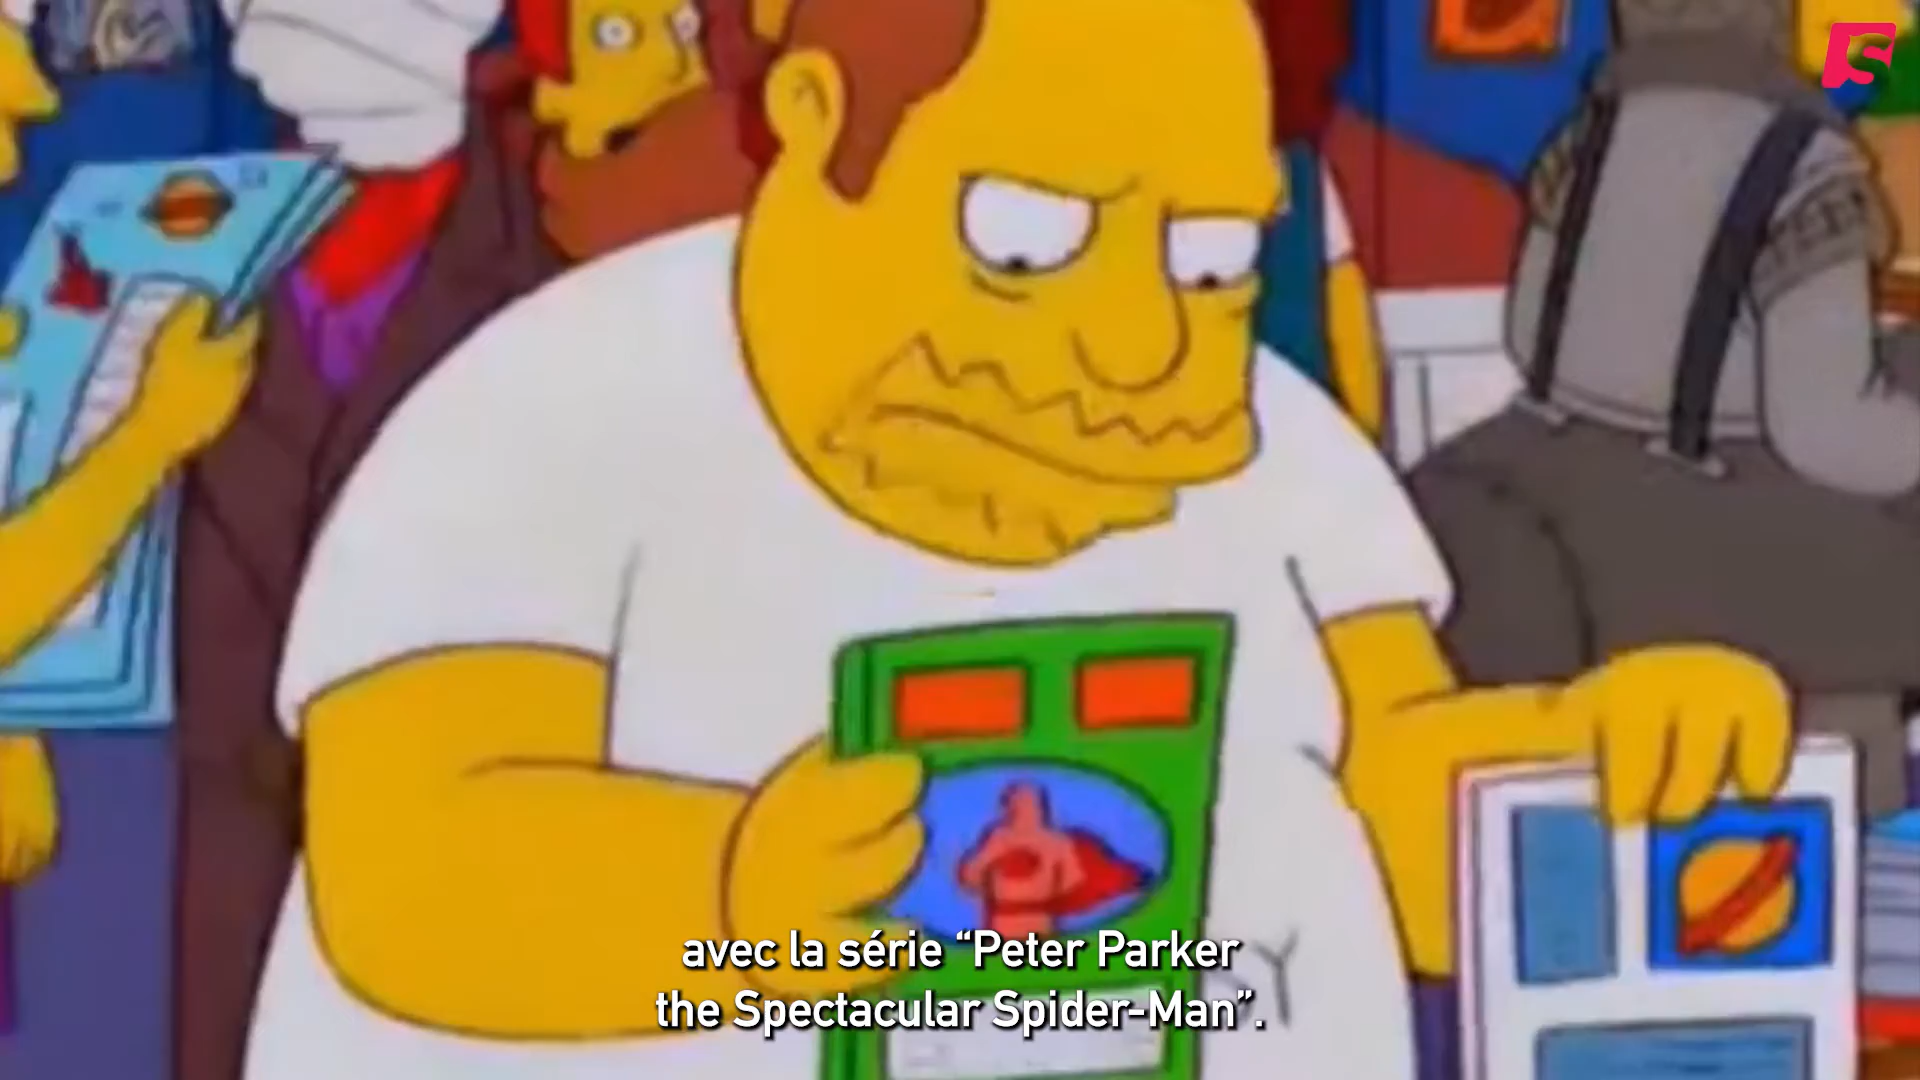 avec la série “Peter Parker
the Spectacular Spider-Man”.